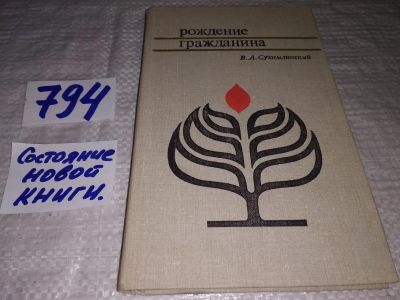 794
Состояние
новой
книги.
рождение
гражданина
В. А. Сухомлинский